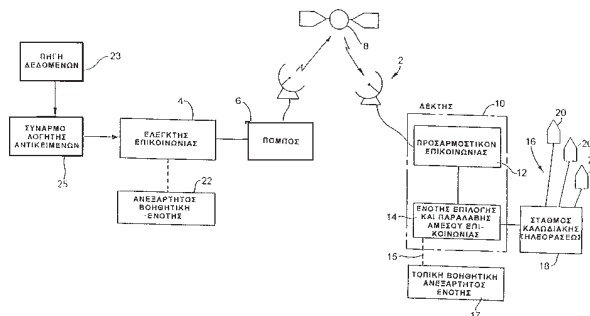 8
ΠΗΓΗ
ΔΕΔΟΜΕΝΩΝ
23
2
4
6
ΔΕΚΤΗΣ
10
20
20
ΣΥΝΑΡΜΟ
ΛΟΓΗΤΗΣ
ΑΝΤΙΚΕΙΜΕΝΩΝ
25
ΕΛΕΓΚΤΗΣ
ΕΠΙΚΟΙΝΩΝΙΑΣ
ΠΟΜΠΟΣ
ΠΡΟΣΑΡΜΟΣΤΙΚΟΝ
ΕΠΙΚΟΙΝΩΝΙΑΣ
12
16
22
ΑΝΕΞΑΡΤΗΤΟΣ
ΒΟΗΘΗΤΙΚΗ
ΕΝΟΤΗΣ
14
ΕΝΟΤΗΣ ΕΠΙΛΟΓΗΣ
ΚΑΙ ΠΑΡΑΛΑΒΗΣ
ΑΜΕΣΟΥ ΕΠΙ-
ΚΟΙΝΩΝΙΑΣ
ΣΤΑΘΜΟΣ
ΚΑΛΩΔΙΑΚΗΣ
ΤΗΛΕΟΡΑΣΕΩΣ
18
15
ΤΟΠΙΚΗ ΒΟΗΘΗΤΙΚΗ
ΑΝΕΞΑΡΤΗΤΟΣ
ΕΝΟΤΗΣ
17